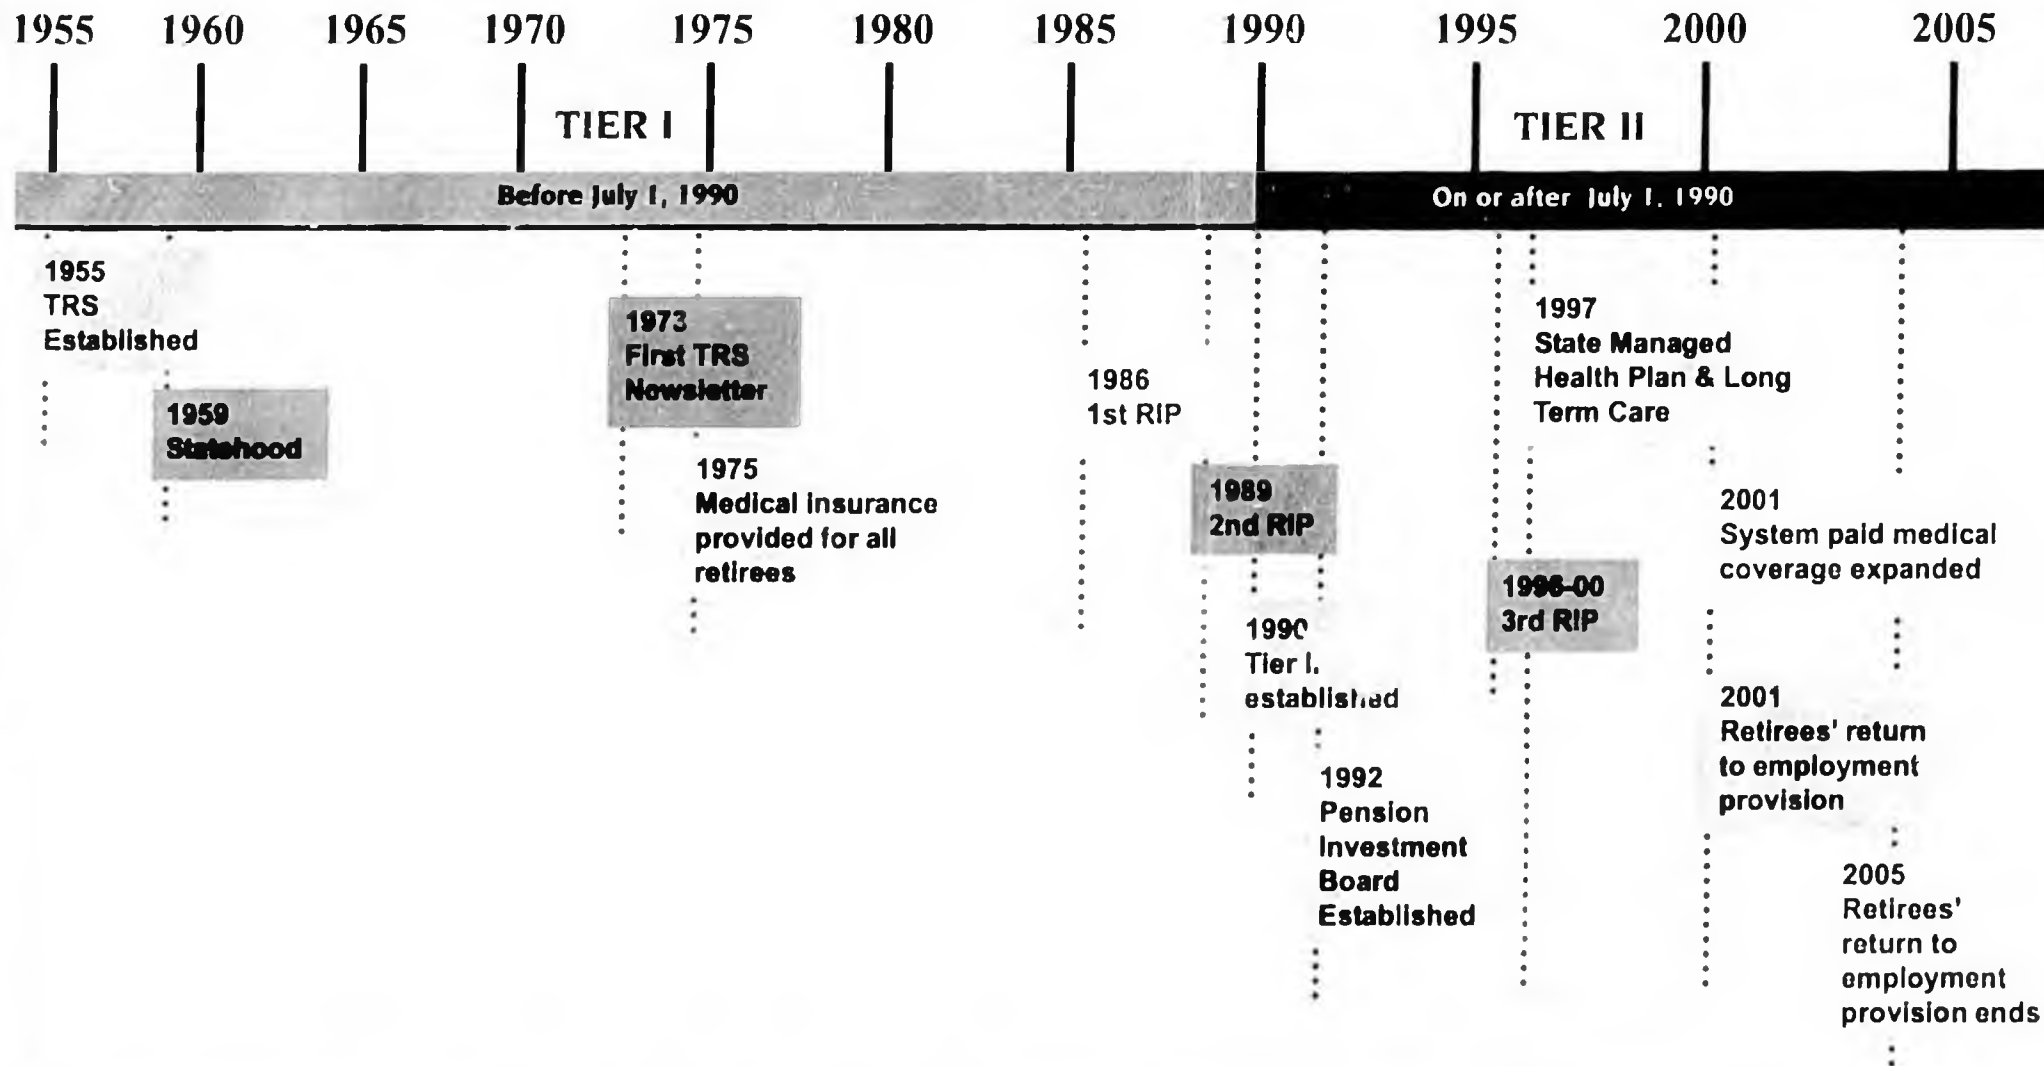 1955 1960 1965 1970 1975 1980 1985 1990 1995 2000 2005
TIER I
TIER II
Before July 1, 1990
On or after July 1, 1990
1955
TRS
Established
1959
Statehood
1973
First TRS
Newsletter
1975
Medical insurance
provided for all
retirees
1986
1st RIP
1989
2nd RIP
1990
Tier I
established
1992
Pension
Investment
Board
Established
1996-00
3rd RIP
1997
State Managed
Health Plan & Long
Term Care
2001
System paid medical
coverage expanded
2001
Retirees' return
to employment
provision
2005
Retirees'
return to
employment
provision ends